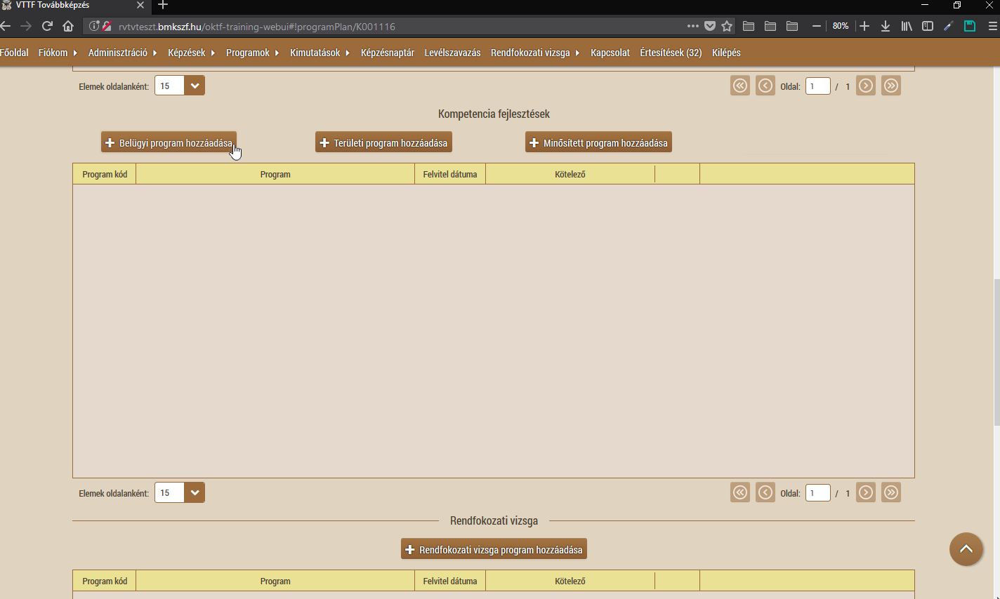 VTTF Továbbképzés
rvtvteszt.bmkszf.hu/oktf-training-webui#!programPlan/K001116
80%
Főoldal Fiókom Adminisztráció Képzések Programok Kimutatások Képzésnaptár Levélszavazás Rendfokozati vizsga Kapcsolat Értesítések (32) Kilépés
Elemek oldalanként: 15 Oldal: 1 / 1
Kompetencia fejlesztések
Belügyi program hozzáadása Területi program hozzáadása Minősített program hozzáadása
Program kód Program Felvitel dátuma Kötelező
Elemek oldalanként: 15 Oldal: 1 / 1
Rendfokozati vizsga
Rendfokozati vizsga program hozzáadása
Program kód Program Felvitel dátuma Kötelező